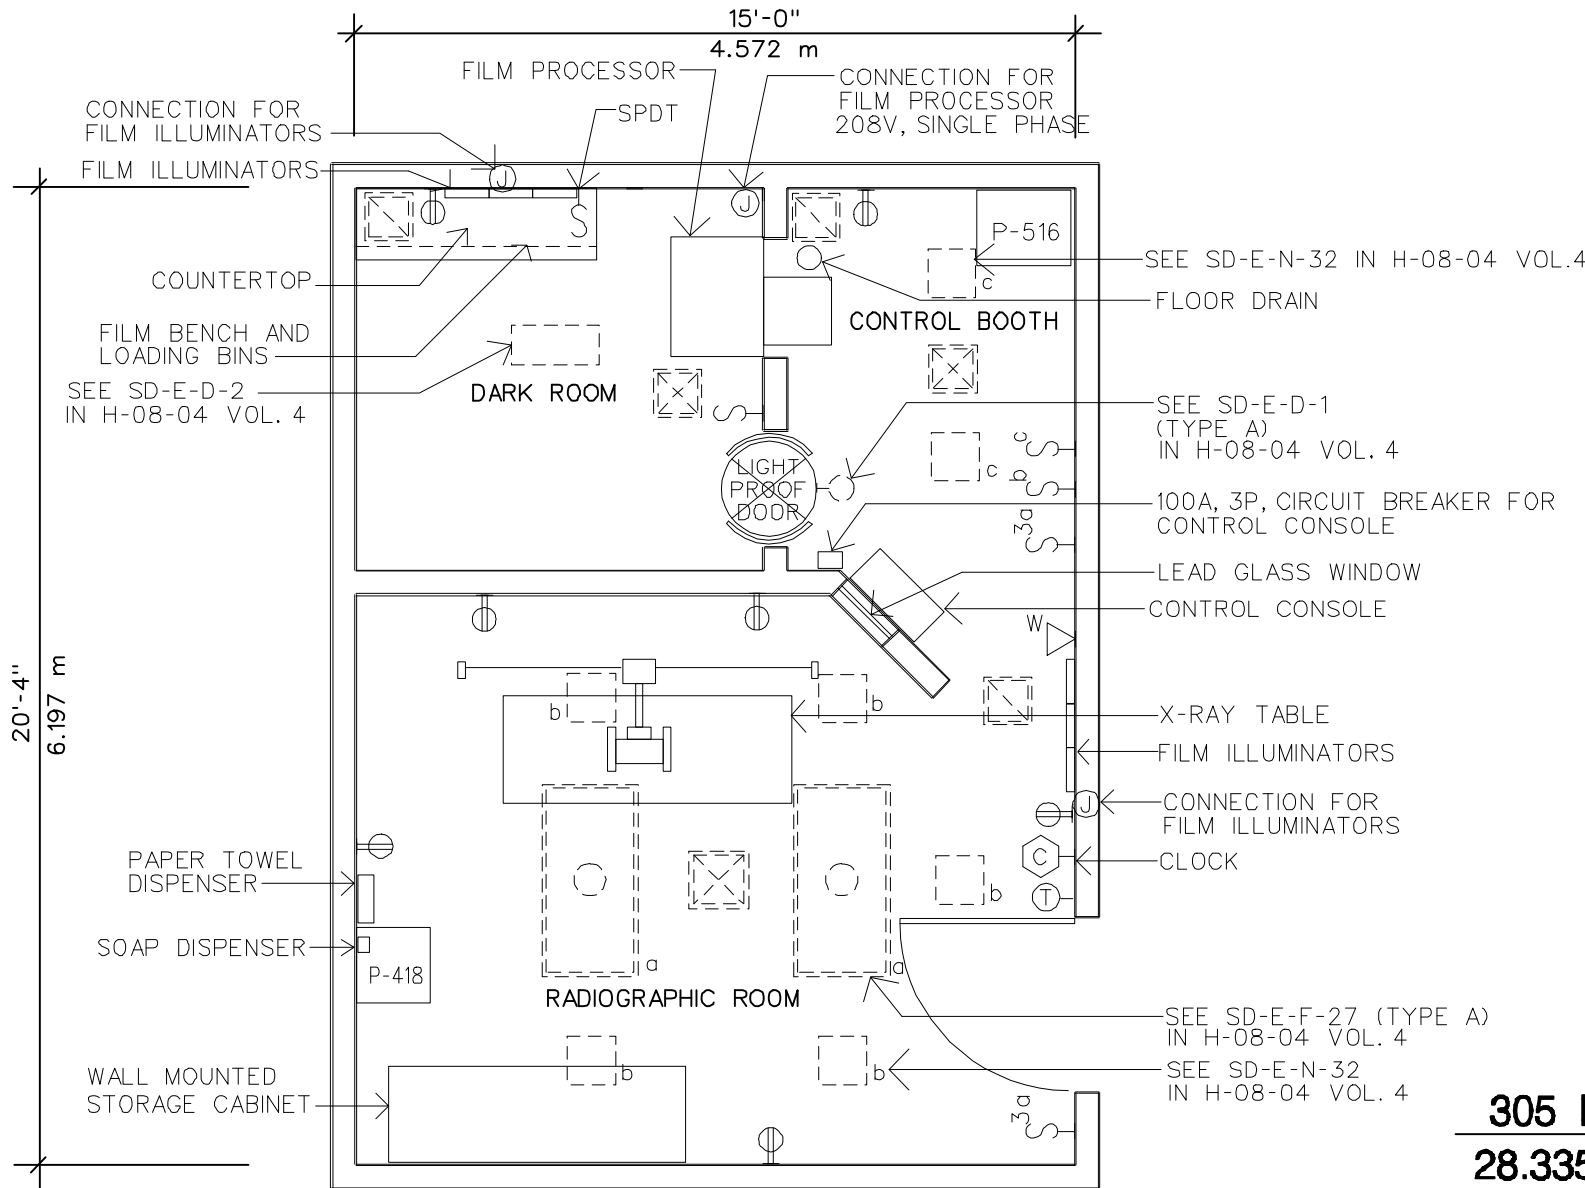 15'-0"
4.572 m
FILM PROCESSOR
CONNECTION FOR
FILM PROCESSOR
208V, SINGLE PHASE
SPDT
CONNECTION FOR
FILM ILLUMINATORS
FILM ILLUMINATORS
J
J
S
P-516
COUNTERTOP
SEE SD-E-N-32 IN H-08-04 VOL.4
c
FLOOR DRAIN
CONTROL BOOTH
FILM BENCH AND
LOADING BINS
SEE SD-E-D-2
IN H-08-04 VOL. 4
DARK ROOM
S
SEE SD-E-D-1
(TYPE A)
IN H-08-04 VOL. 4
c
S
c
b
S
LIGHT
PROOF
DOOR
100A, 3P, CIRCUIT BREAKER FOR
CONTROL CONSOLE
3a
S
LEAD GLASS WINDOW
CONTROL CONSOLE
W
20'-4"
6.197 m
b
b
X-RAY TABLE
FILM ILLUMINATORS
J
CONNECTION FOR
FILM ILLUMINATORS
C
CLOCK
b
T
PAPER TOWEL
DISPENSER
SOAP DISPENSER
P-418
a
a
RADIOGRAPHIC ROOM
SEE SD-E-F-27 (TYPE A)
IN H-08-04 VOL. 4
b
b
SEE SD-E-N-32
IN H-08-04 VOL. 4
WALL MOUNTED
STORAGE CABINET
3a
S
305
28.335